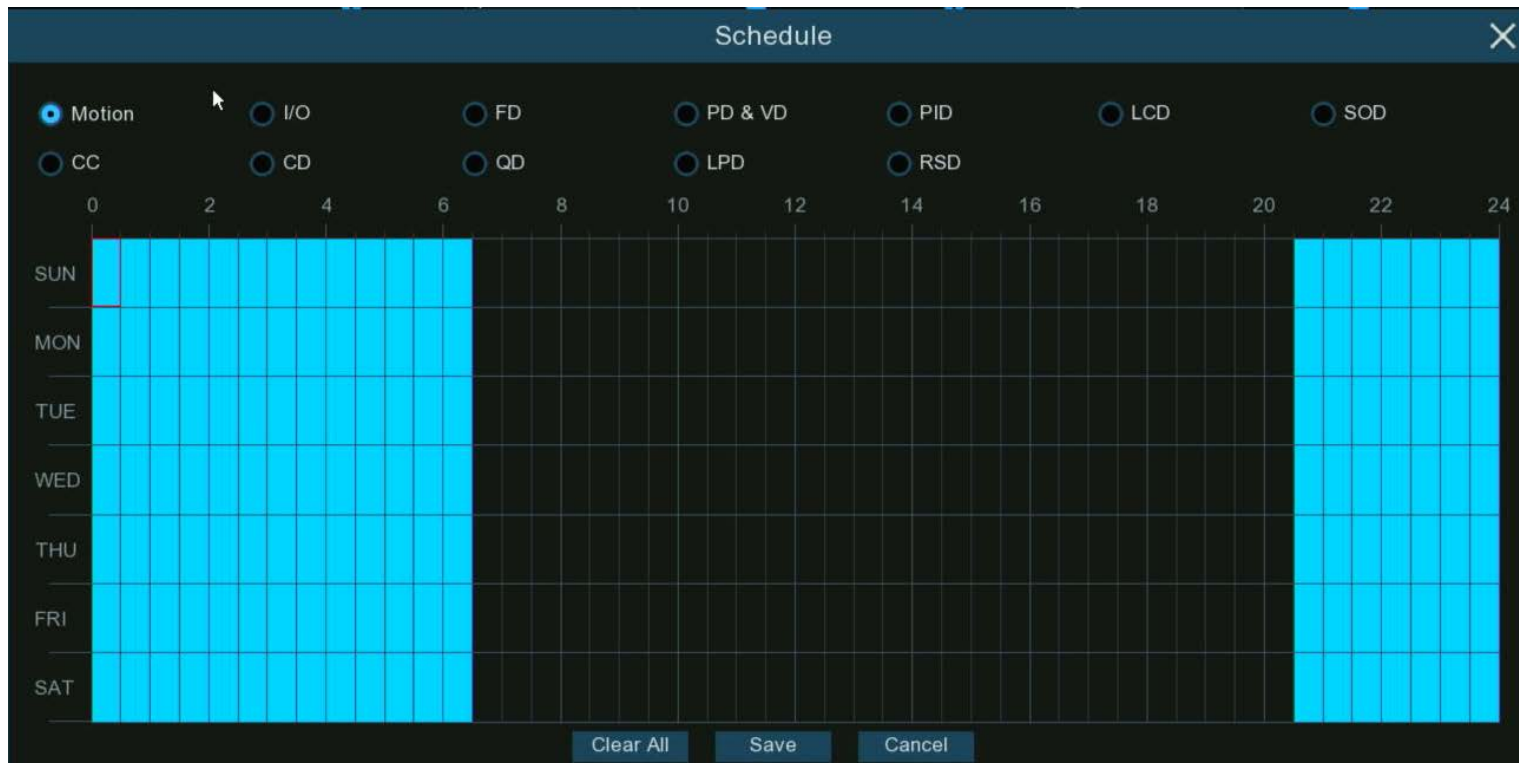 Schedule
Motion I/O FD PD & VD PID LCD SOD
CC CD QD LPD RSD
0 2 4 6 8 10 12 14 16 18 20 22 24
SUN
MON
TUE
WED
THU
FRI
SAT
Clear All Save Cancel